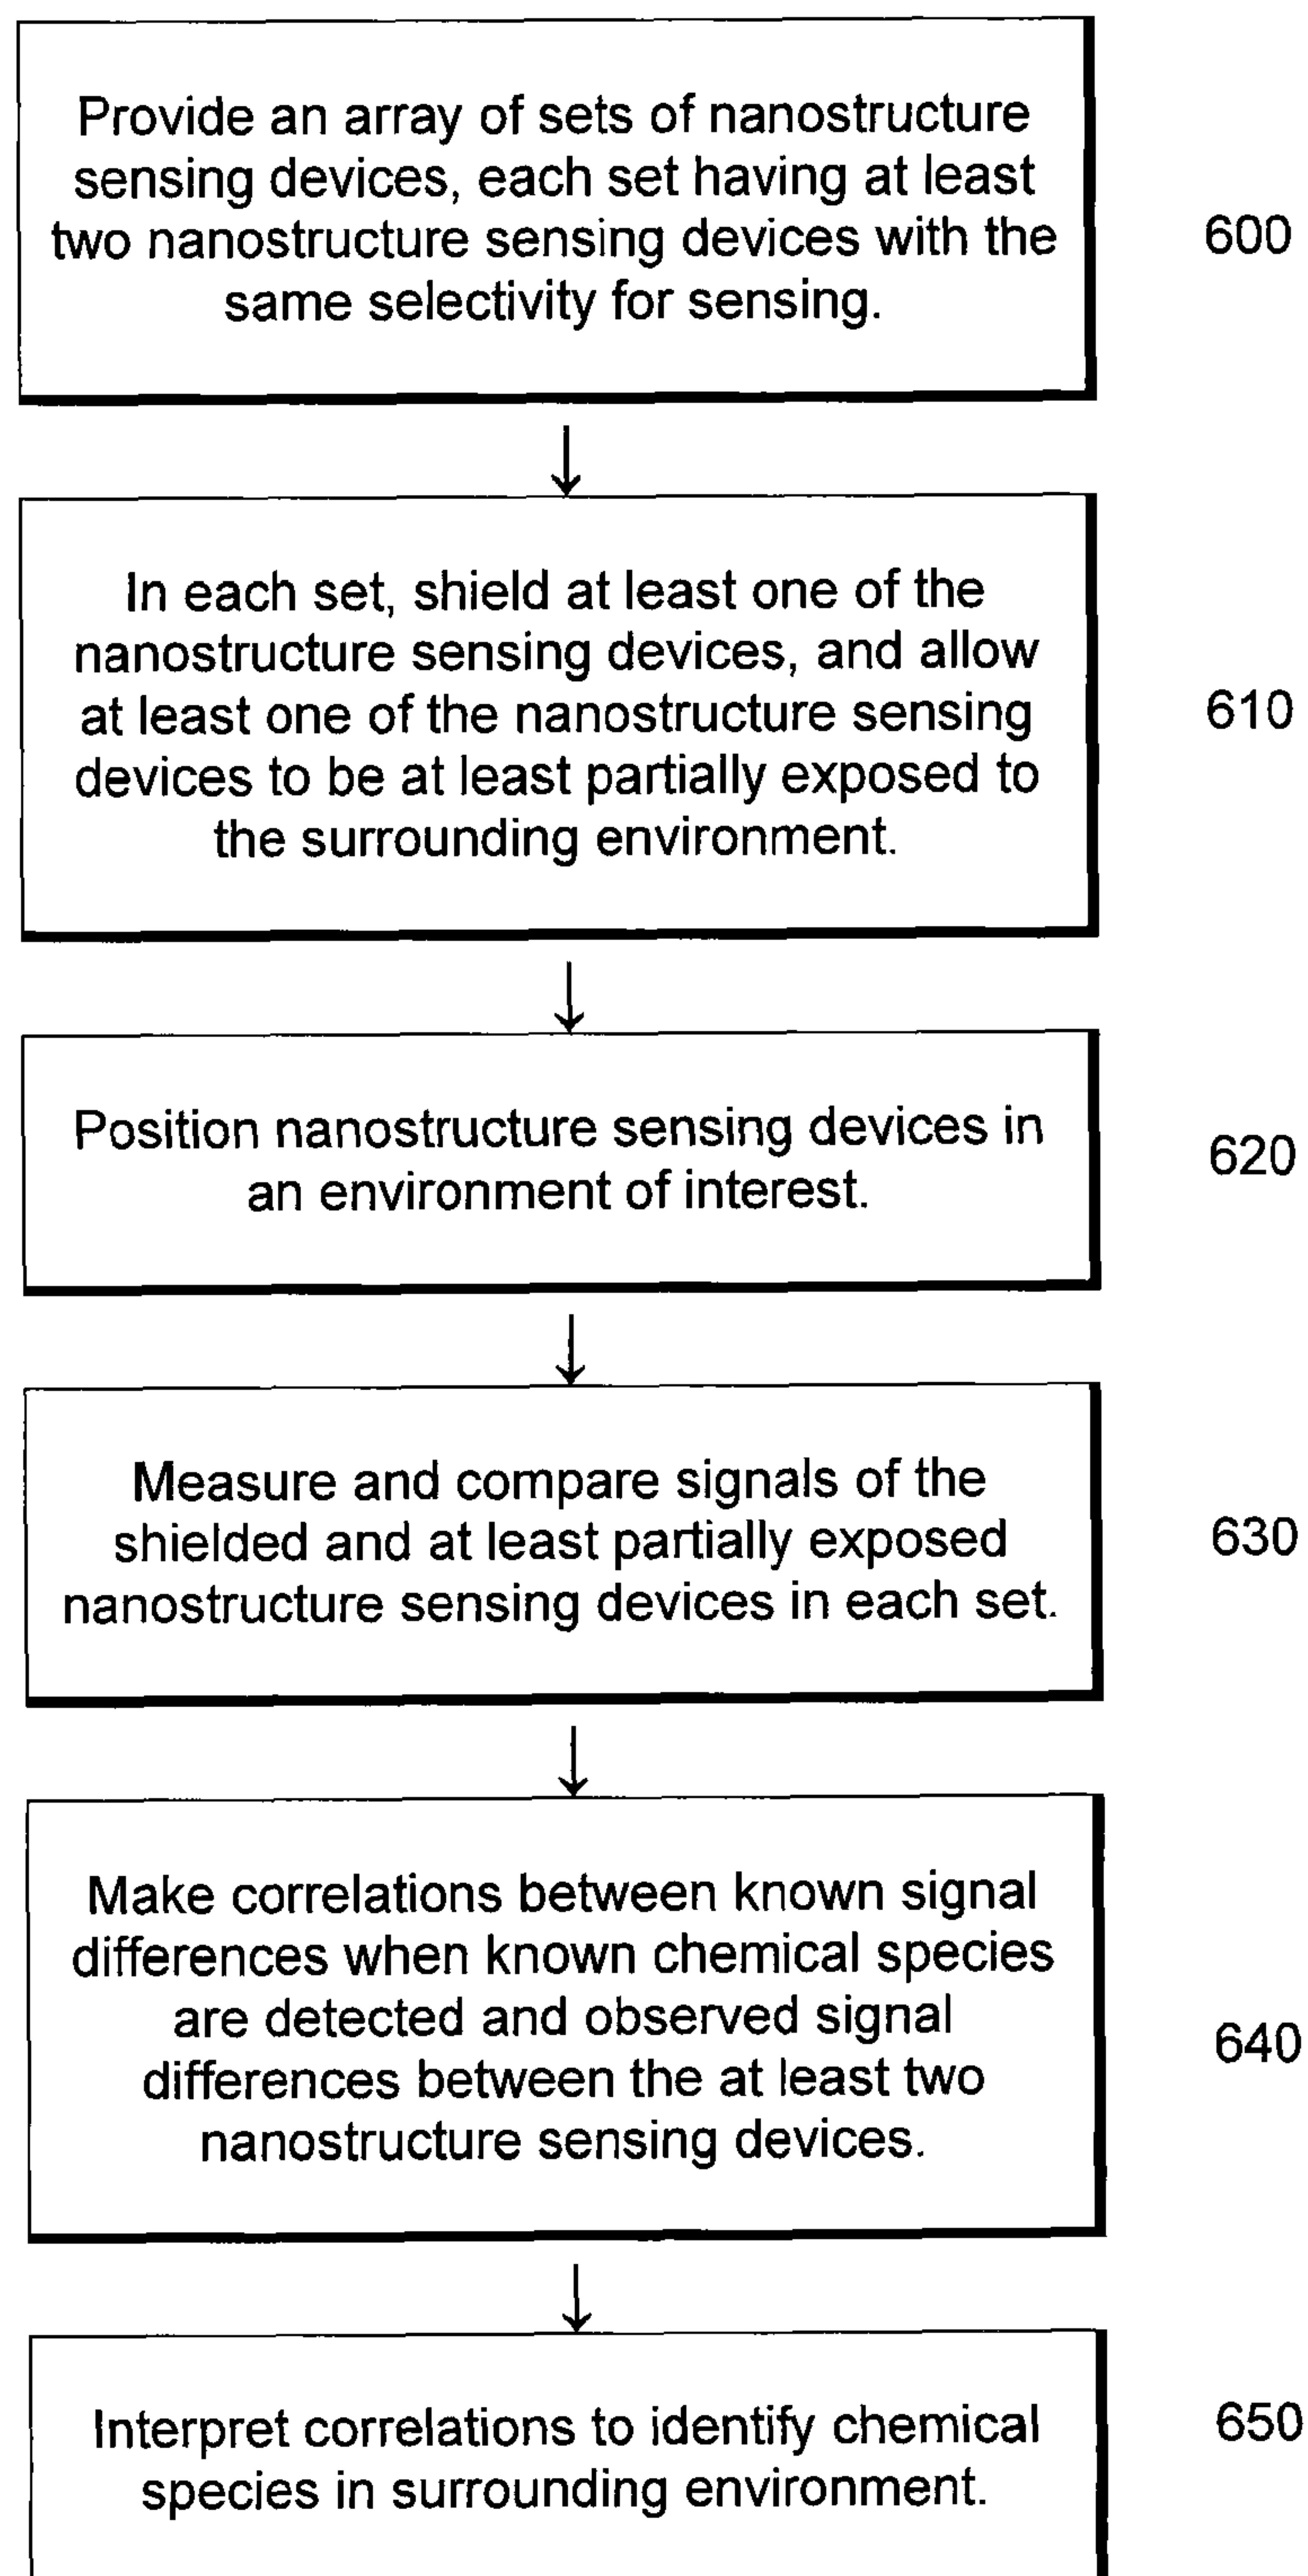 Provide an array of sets of nanostructure
sensing devices, each set having at least
two nanostructure sensing devices with the
same selectivity for sensing.
600
In each set, shield at least one of the
nanostructure sensing devices, and allow
at least one of the nanostructure sensing
devices to be at least partially exposed to
the surrounding environment.
610
Position nanostructure sensing devices in
an environment of interest.
620
Measure and compare signals of the
shielded and at least partially exposed
nanostructure sensing devices in each set.
630
Make correlations between known signal
differences when known chemical species
are detected and observed signal
differences between the at least two
nanostructure sensing devices.
640
Interpret correlations to identify chemical
species in surrounding environment.
650